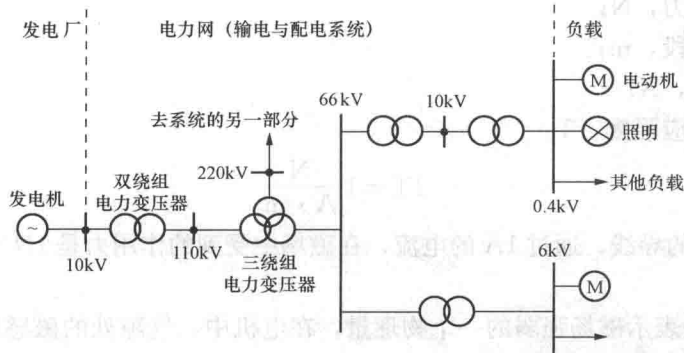 发电厂
电力网（输电与配电系统）
负载
66kV
10kV
M 电动机
去系统的另一部分
照明
220kV
双绕组
电力变压器
发电机
其他负载
~
0.4kV
10kV
110kV
三绕组
电力变压器
6kV
M